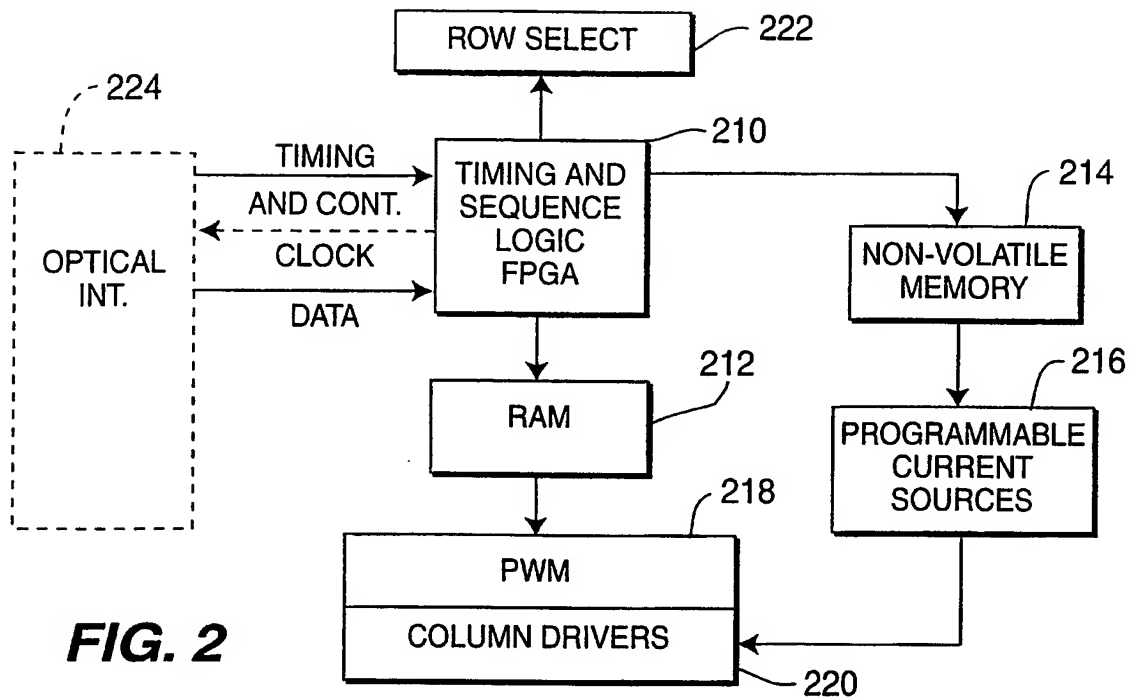 ROW SELECT
222
224
210
TIMING
AND CONT.
CLOCK
DATA
TIMING AND
SEQUENCE
LOGIC
FPGA
214
OPTICAL
INT.
NON-VOLATILE
MEMORY
212
216
RAM
PROGRAMMABLE
CURRENT
SOURCES
218
PWM
COLUMN DRIVERS
220
FIG. 2